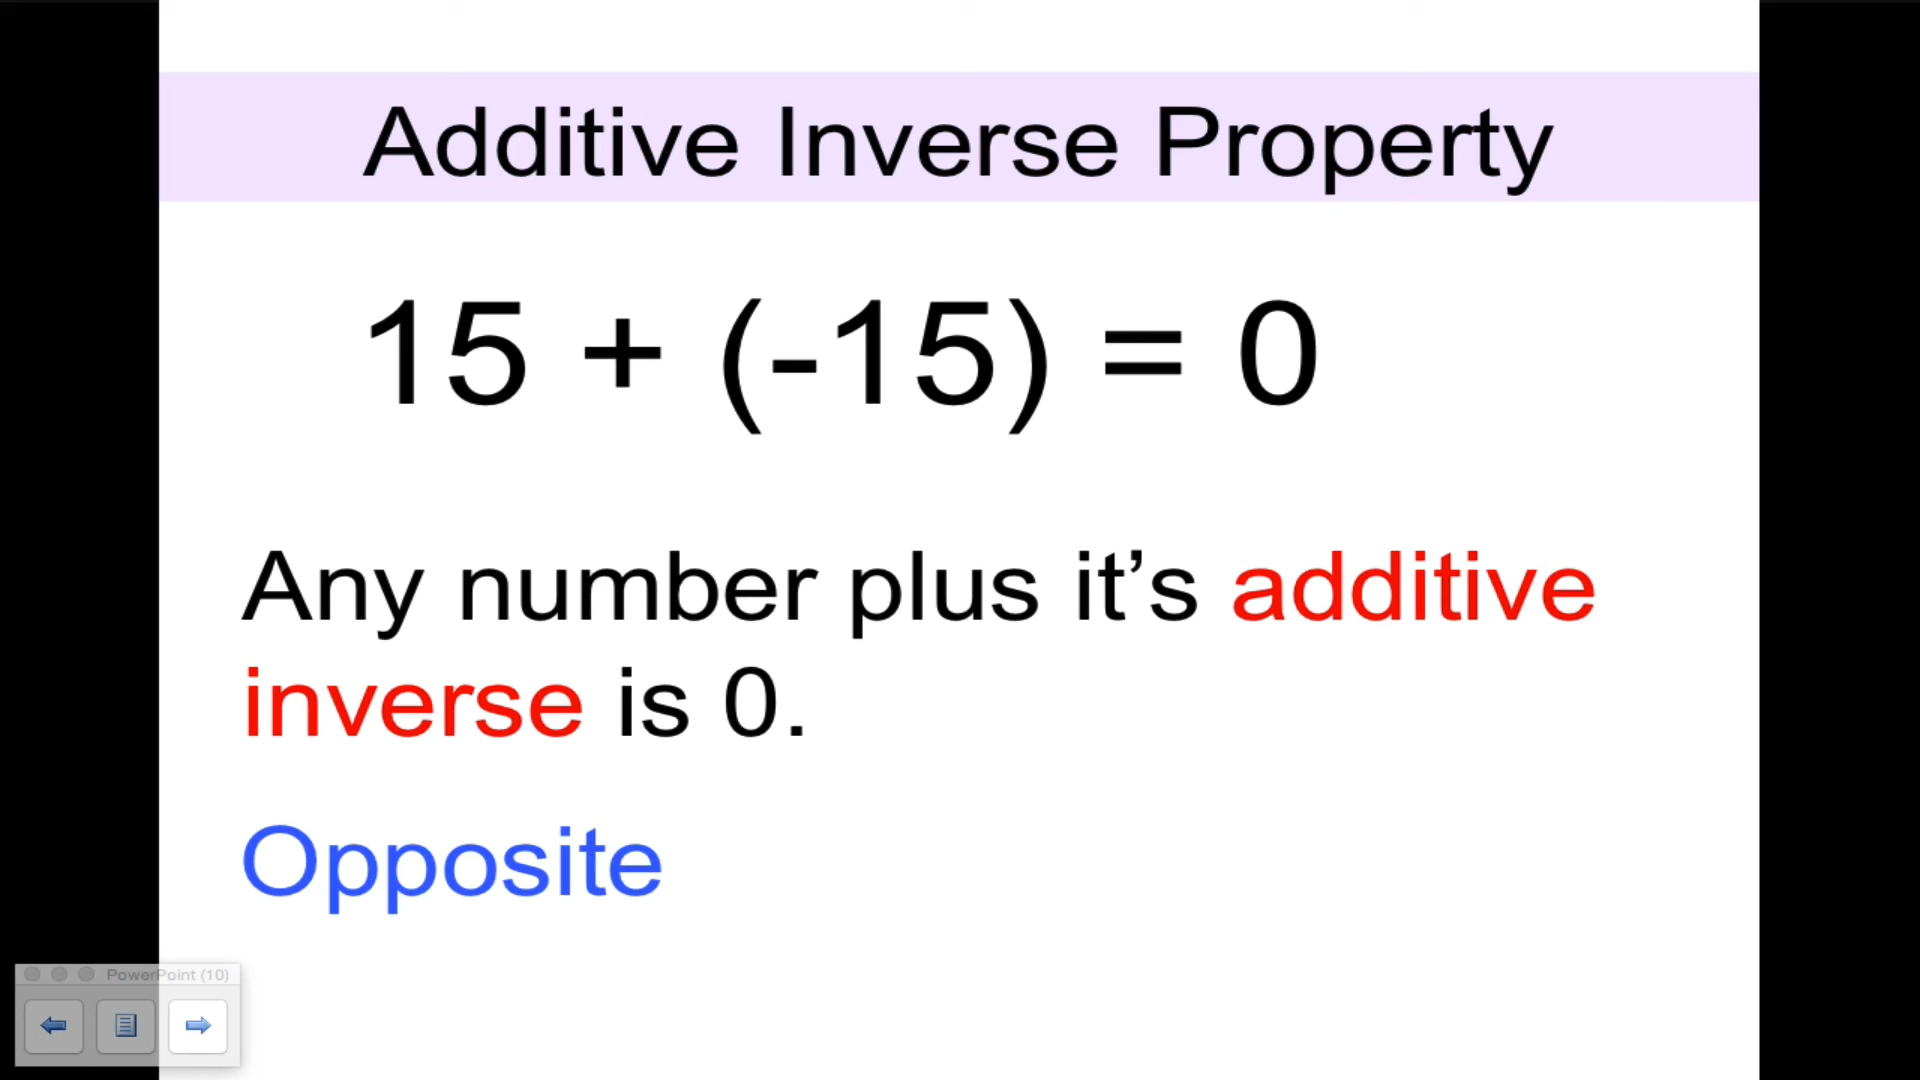 Additive Inverse Property
15 + (-15) = 0
Any number plus it’s additive
inverse is 0.
Opposite
PowerPoint (10)